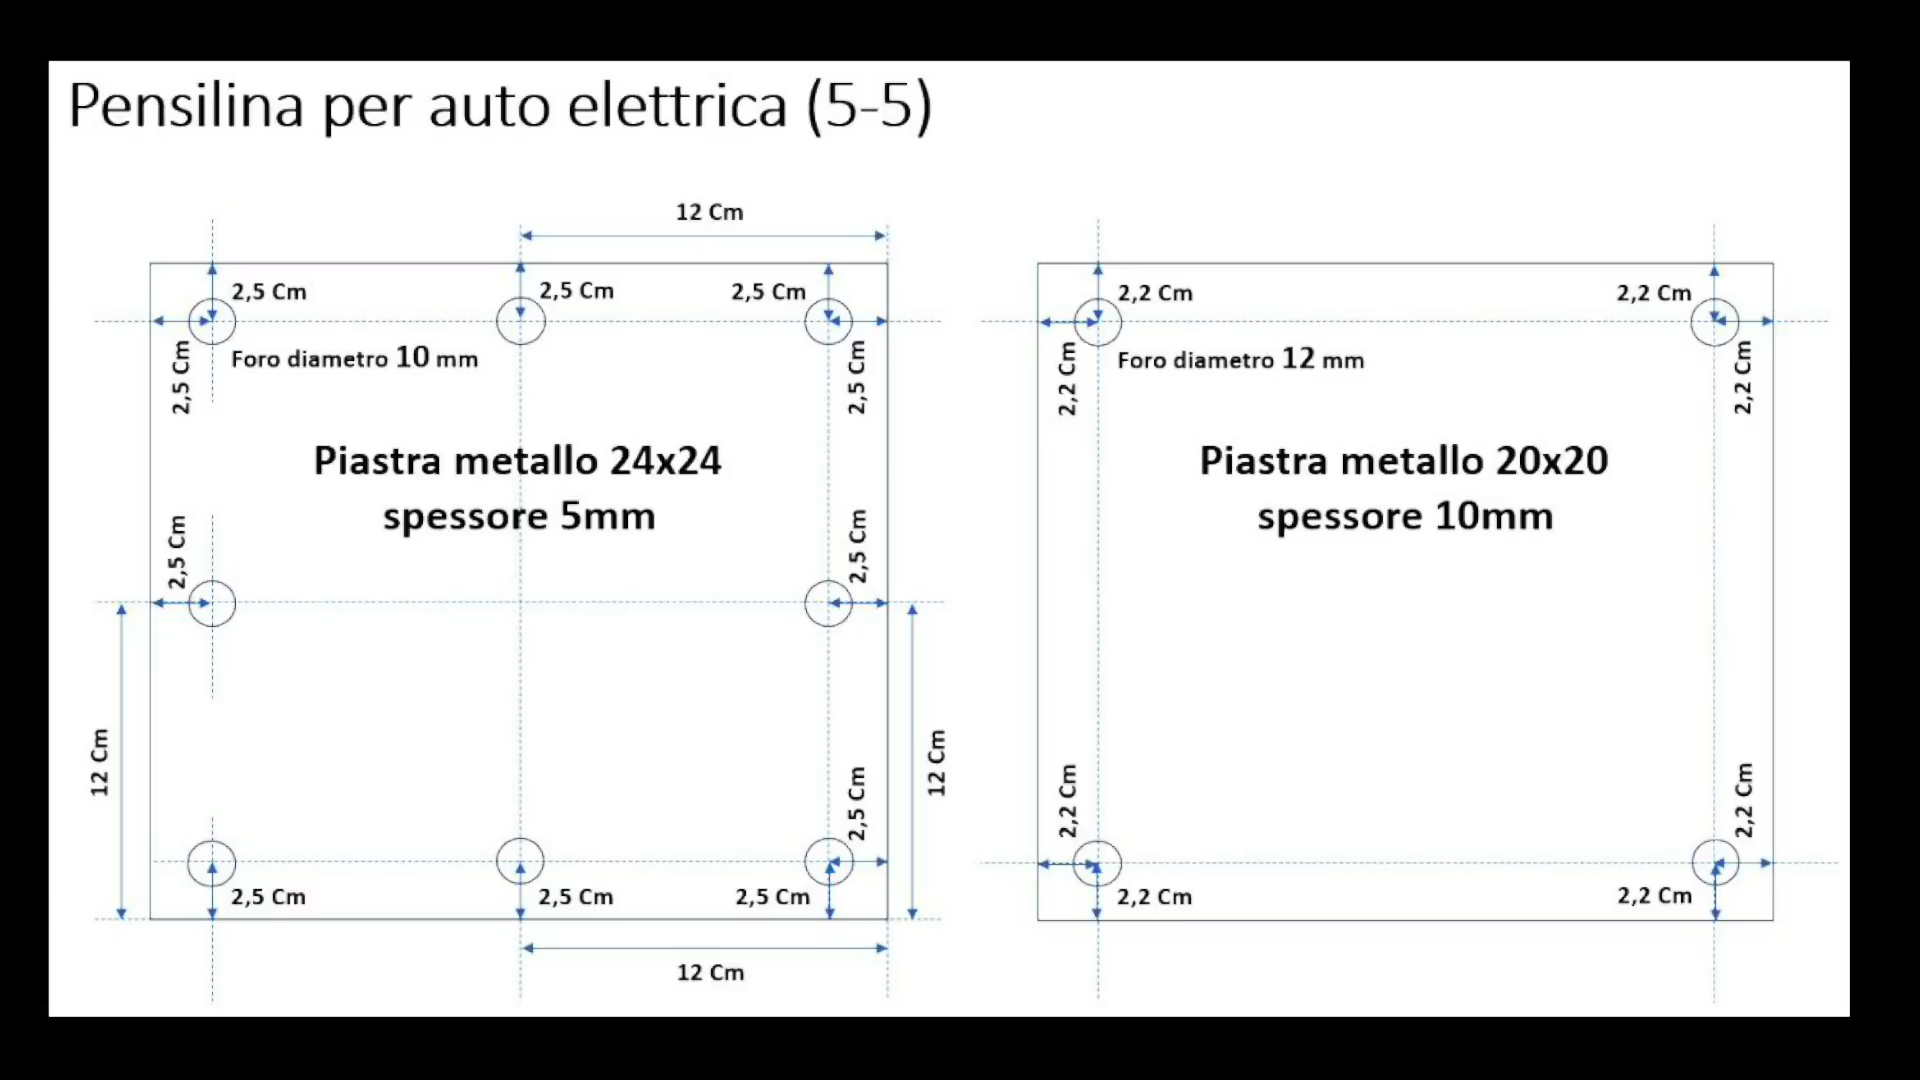 Pensilina per auto elettrica (5-5)
12 Cm
2,5 Cm
2,5 Cm
2,5 Cm
2,5 Cm
Foro diametro 10 mm
2,5 Cm
Piastra metallo 24x24
spessore 5mm
2,5 Cm
2,5 Cm
12 Cm
12 Cm
2,5 Cm
2,5 Cm
2,5 Cm
2,5 Cm
12 Cm
2,2 Cm
2,2 Cm
2,2 Cm
Foro diametro 12 mm
2,2 Cm
Piastra metallo 20x20
spessore 10mm
2,2 Cm
2,2 Cm
2,2 Cm
2,2 Cm